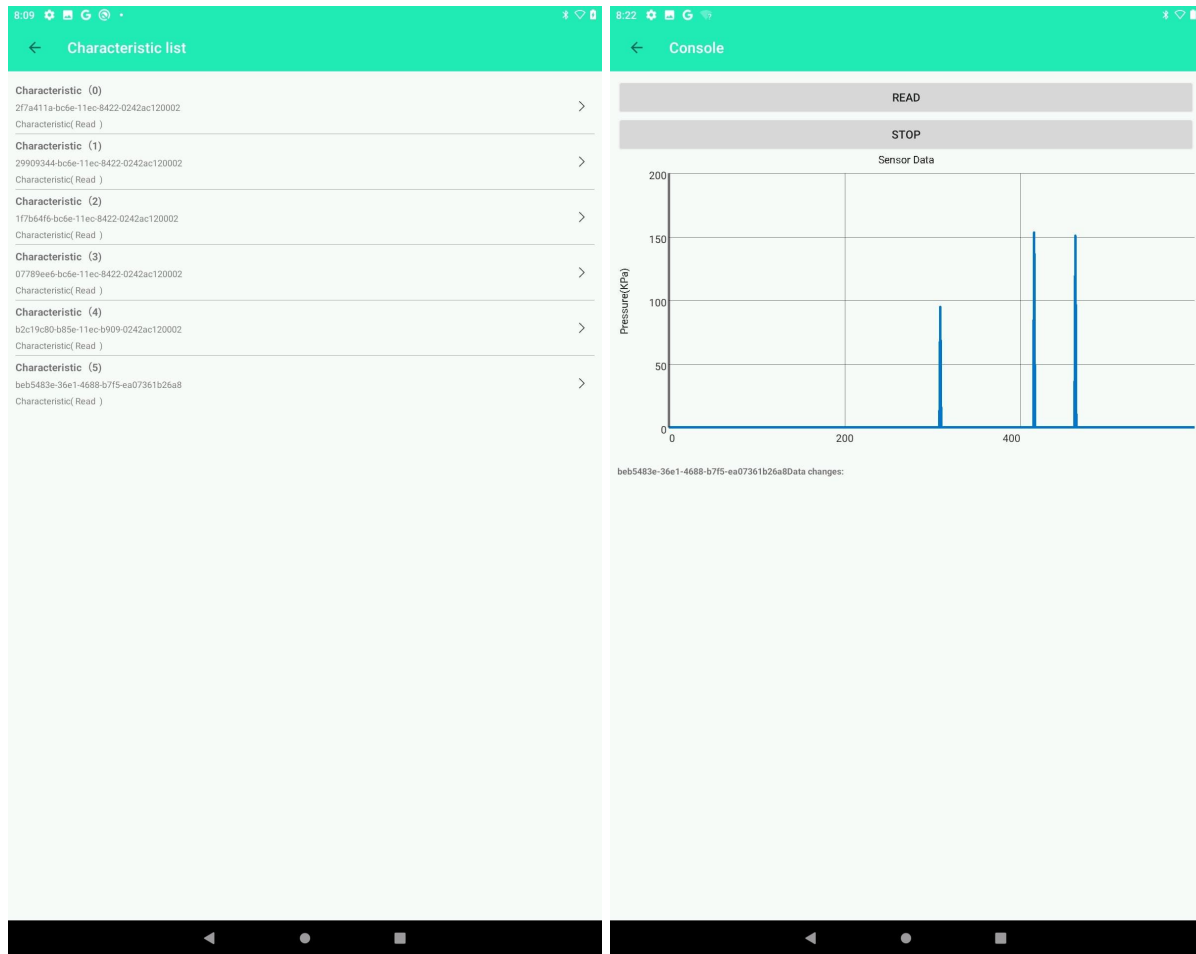 8:09
Characteristic list
Characteristic (0)
2f7a411a-bc6e-11ec-8422-0242ac120002
Characteristic( Read )
Characteristic (1)
29909344-bc6e-11ec-8422-0242ac120002
Characteristic( Read )
Characteristic (2)
1f7b64f6-bc6e-11ec-8422-0242ac120002
Characteristic( Read )
Characteristic (3)
07789ee6-bc6e-11ec-8422-0242ac120002
Characteristic( Read )
Characteristic (4)
b2c19c80-b85e-11ec-b909-0242ac120002
Characteristic( Read )
Characteristic (5)
beb5483e-36e1-4688-b7f5-ea07361b26a8
Characteristic( Read )
8:22
Console
READ
STOP
Sensor Data
Pressure(KPa)
200
150
100
50
0
0 200 400
beb5483e-36e1-4688-b7f5-ea07361b26a8Data changes: